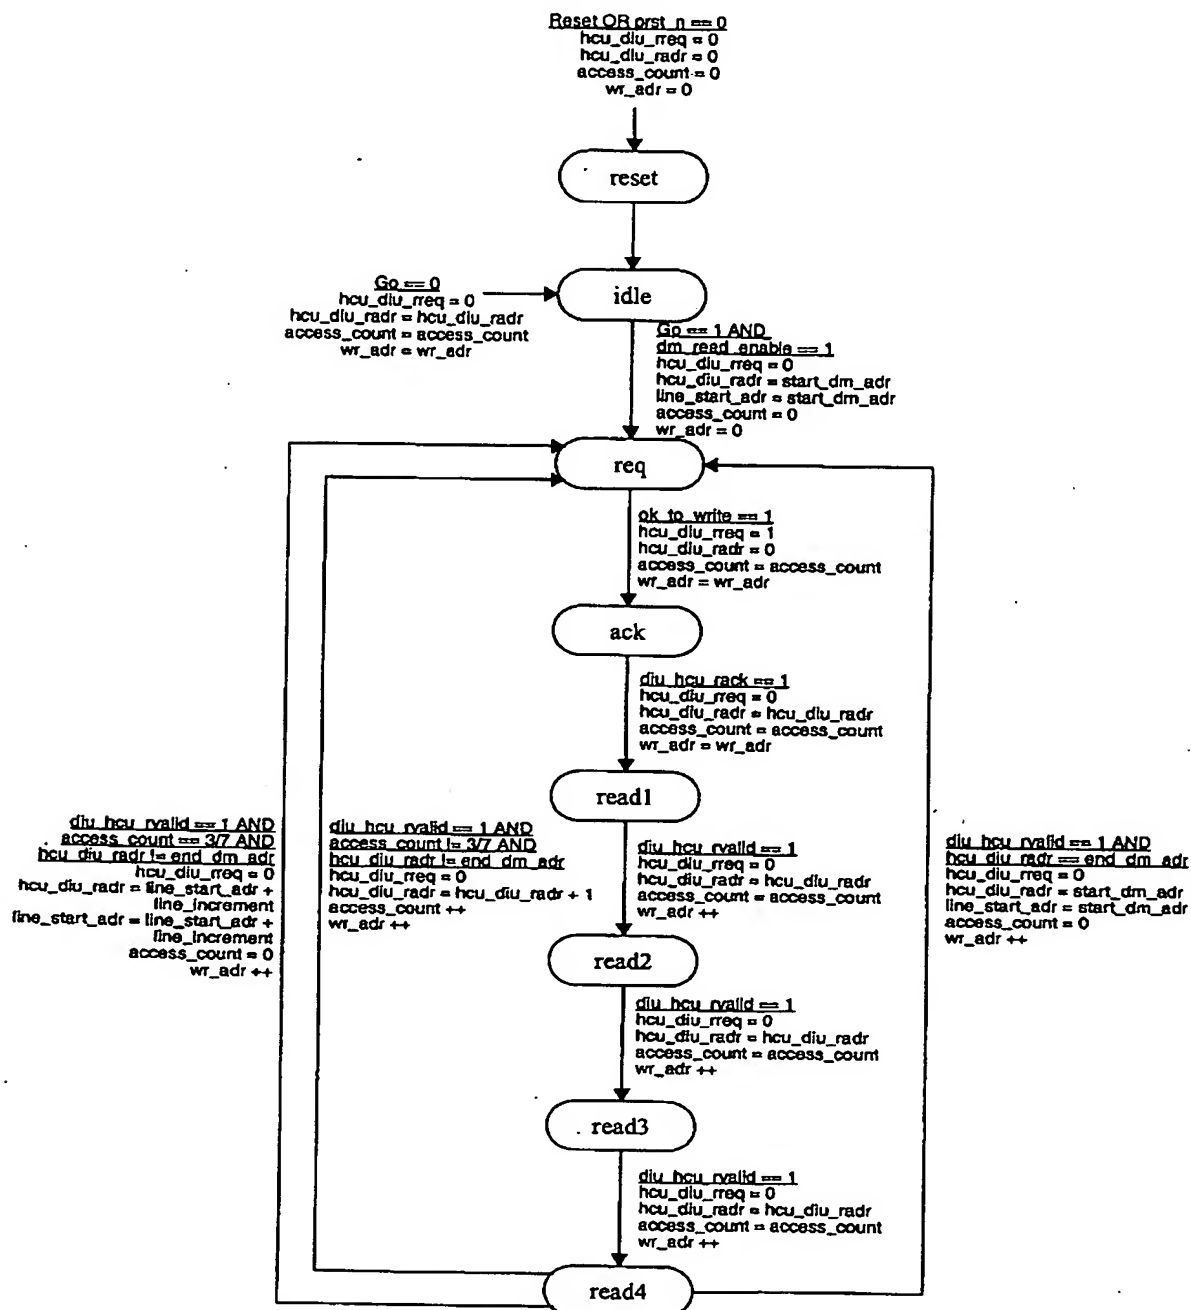 Reset OR prst_n == 0
hcu_diu_rreq = 0
hcu_diu_radr = 0
access_count = 0
wr_adr = 0
reset
Go == 0
hcu_diu_rreq = 0
hcu_diu_radr = hcu_diu_radr
access_count = access_count
wr_adr = wr_adr
idle
Go == 1 AND
dm_read_enable == 1
hcu_diu_rreq = 0
hcu_diu_radr = start_dm_adr
line_start_adr = start_dm_adr
access_count = 0
wr_adr = 0
req
ok_to_write == 1
hcu_diu_rreq = 1
hcu_diu_radr = 0
access_count = access_count
wr_adr = wr_adr
ack
diu_hcu_rack == 1
hcu_diu_rreq = 0
hcu_diu_radr = hcu_diu_radr
access_count = access_count
wr_adr = wr_adr
read1
diu_hcu_rvalid == 1 AND
access_count == 3/7 AND
hcu_diu_radr != end_dm_adr
hcu_diu_rreq = 0
hcu_diu_radr = line_start_adr +
line_increment
line_start_adr = line_start_adr +
line_increment
access_count = 0
wr_adr ++
diu_hcu_rvalid == 1 AND
access_count != 3/7 AND
hcu_diu_radr != end_dm_adr
hcu_diu_rreq = 0
hcu_diu_radr = hcu_diu_radr + 1
access_count ++
wr_adr ++
diu_hcu_rvalid == 1
hcu_diu_rreq = 0
hcu_diu_radr = hcu_diu_radr
access_count = access_count
wr_adr ++
diu_hcu_rvalid == 1 AND
hcu_diu_radr == end_dm_adr
hcu_diu_rreq = 0
hcu_diu_radr = start_dm_adr
line_start_adr = start_dm_adr
access_count = 0
wr_adr ++
read2
diu_hcu_rvalid == 1
hcu_diu_rreq = 0
hcu_diu_radr = hcu_diu_radr
access_count = access_count
wr_adr ++
read3
diu_hcu_rvalid == 1
hcu_diu_rreq = 0
hcu_diu_radr = hcu_diu_radr
access_count = access_count
wr_adr ++
read4